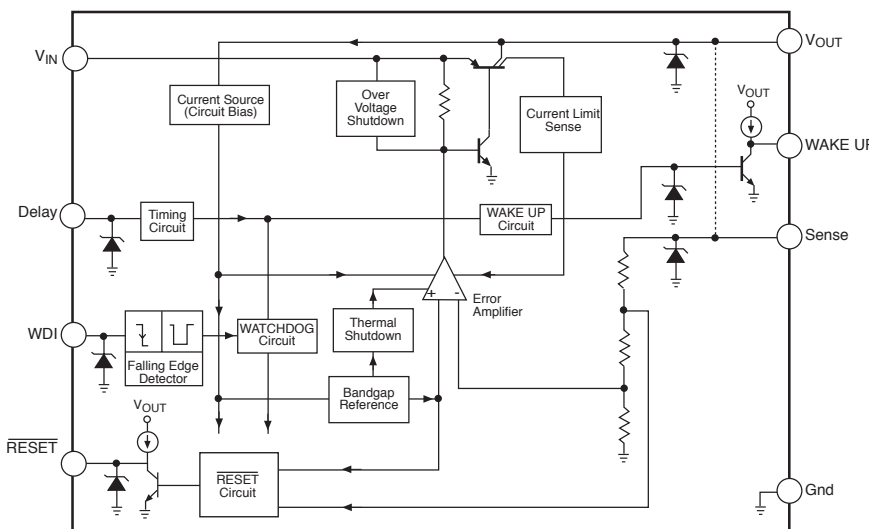 VIN
VOUT
Current Source
(Circuit Bias)
Over
Voltage
Shutdown
Current Limit
Sense
VOUT
WAKE UP
Delay
Timing
Circuit
WAKE UP
Circuit
Sense
+
-
Error
Amplifier
WDI
Falling Edge
Detector
WATCHDOG
Circuit
Thermal
Shutdown
Bandgap
Reference
VOUT
RESET
RESET
Circuit
Gnd